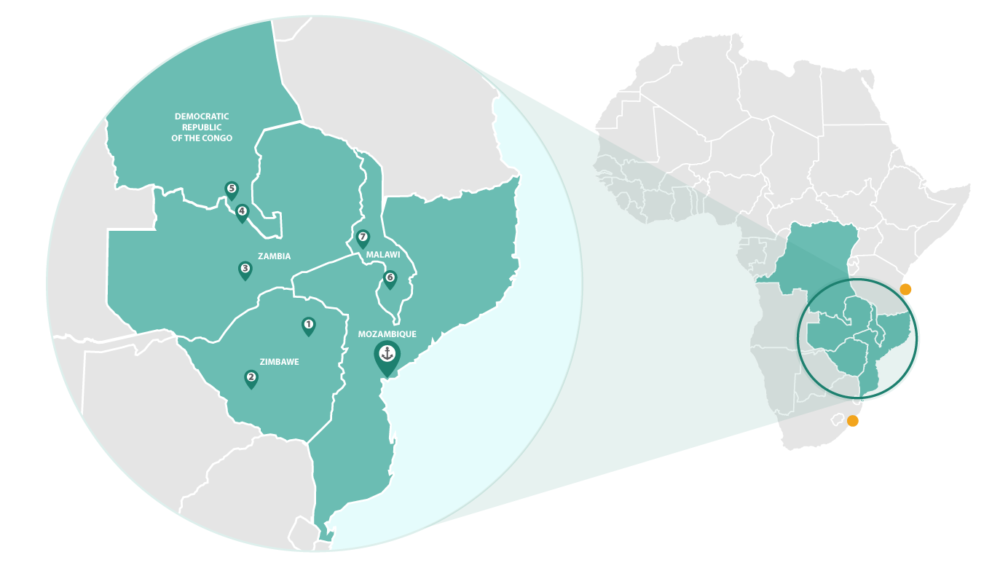 DEMOCRATIC
REPUBLIC
OF THE CONGO
5
4
7
MALAWI
ZAMBIA
3
6
1
MOZAMBIQUE
ZIMBAWE
2